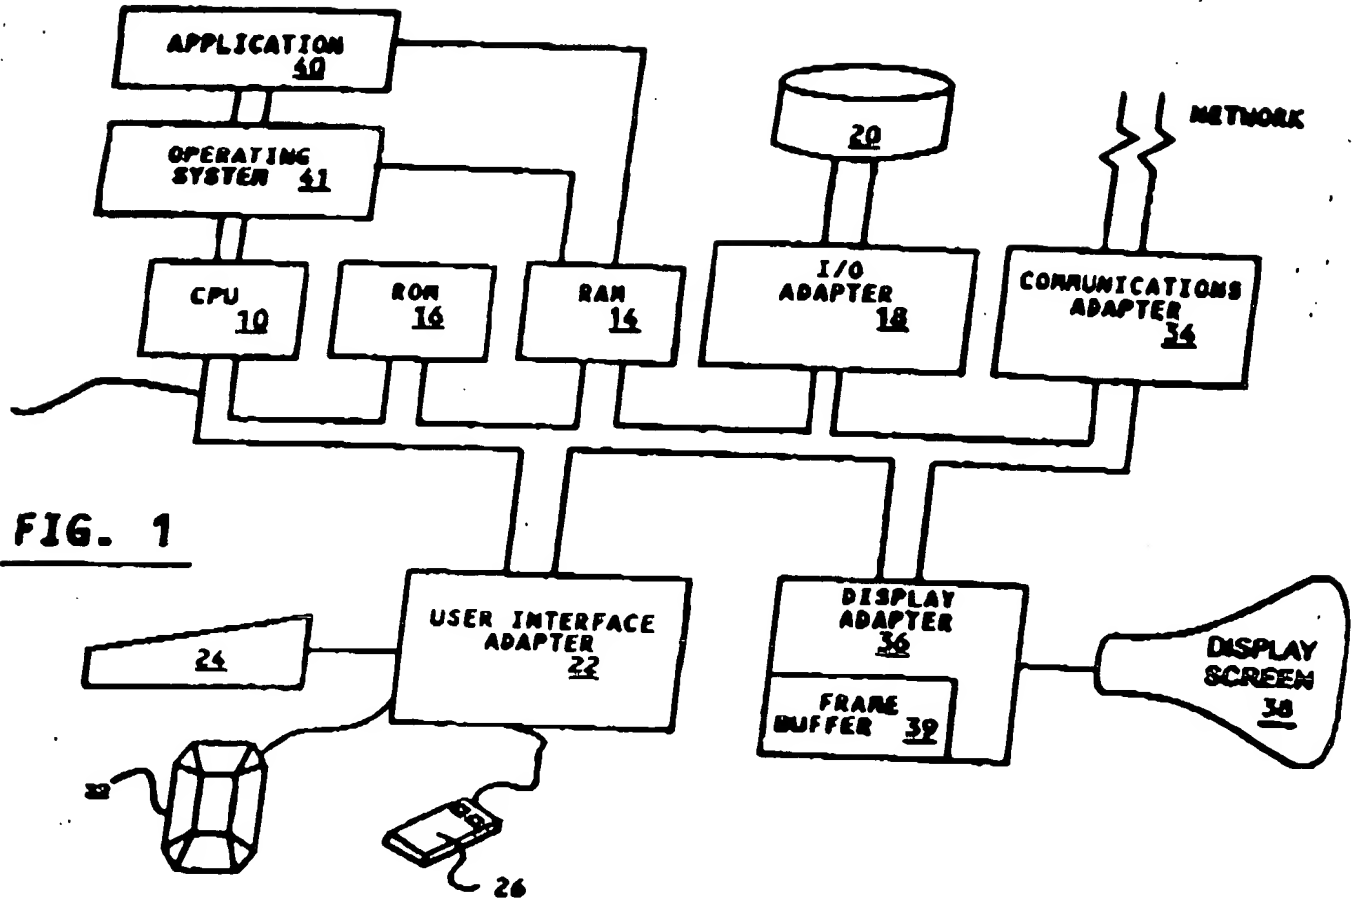 APPLICATION
40
OPERATING
SYSTEM 41
CPU
10
ROM
16
RAM
14
I/O
ADAPTER
18
20
NETWORK
COMMUNICATIONS
ADAPTER
34
FIG. 1
USER INTERFACE
ADAPTER
22
24
32
26
DISPLAY
ADAPTER
36
FRAME
BUFFER 39
DISPLAY
SCREEN
38